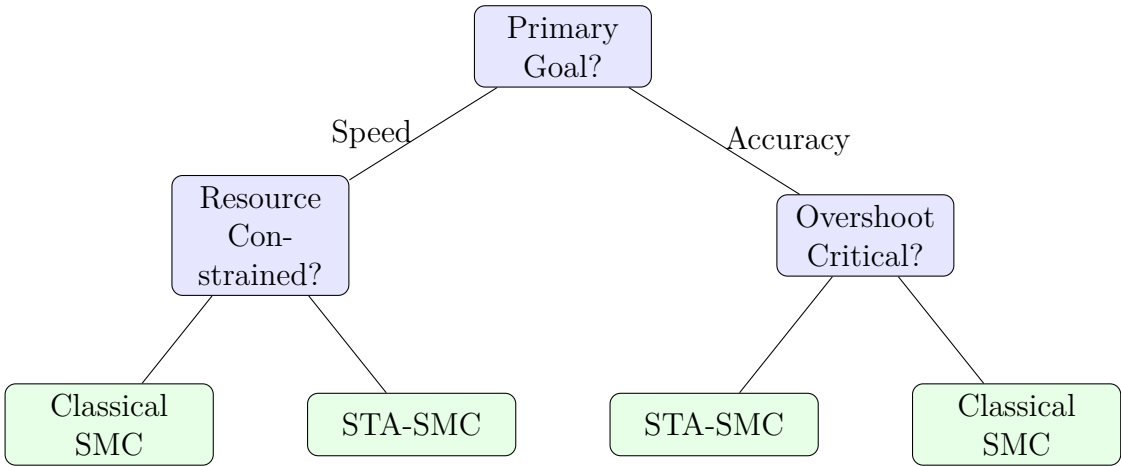 Primary
Goal?
Speed
Accuracy
Resource
Con-
strained?
Overshoot
Critical?
Classical
SMC
STA-SMC
STA-SMC
Classical
SMC